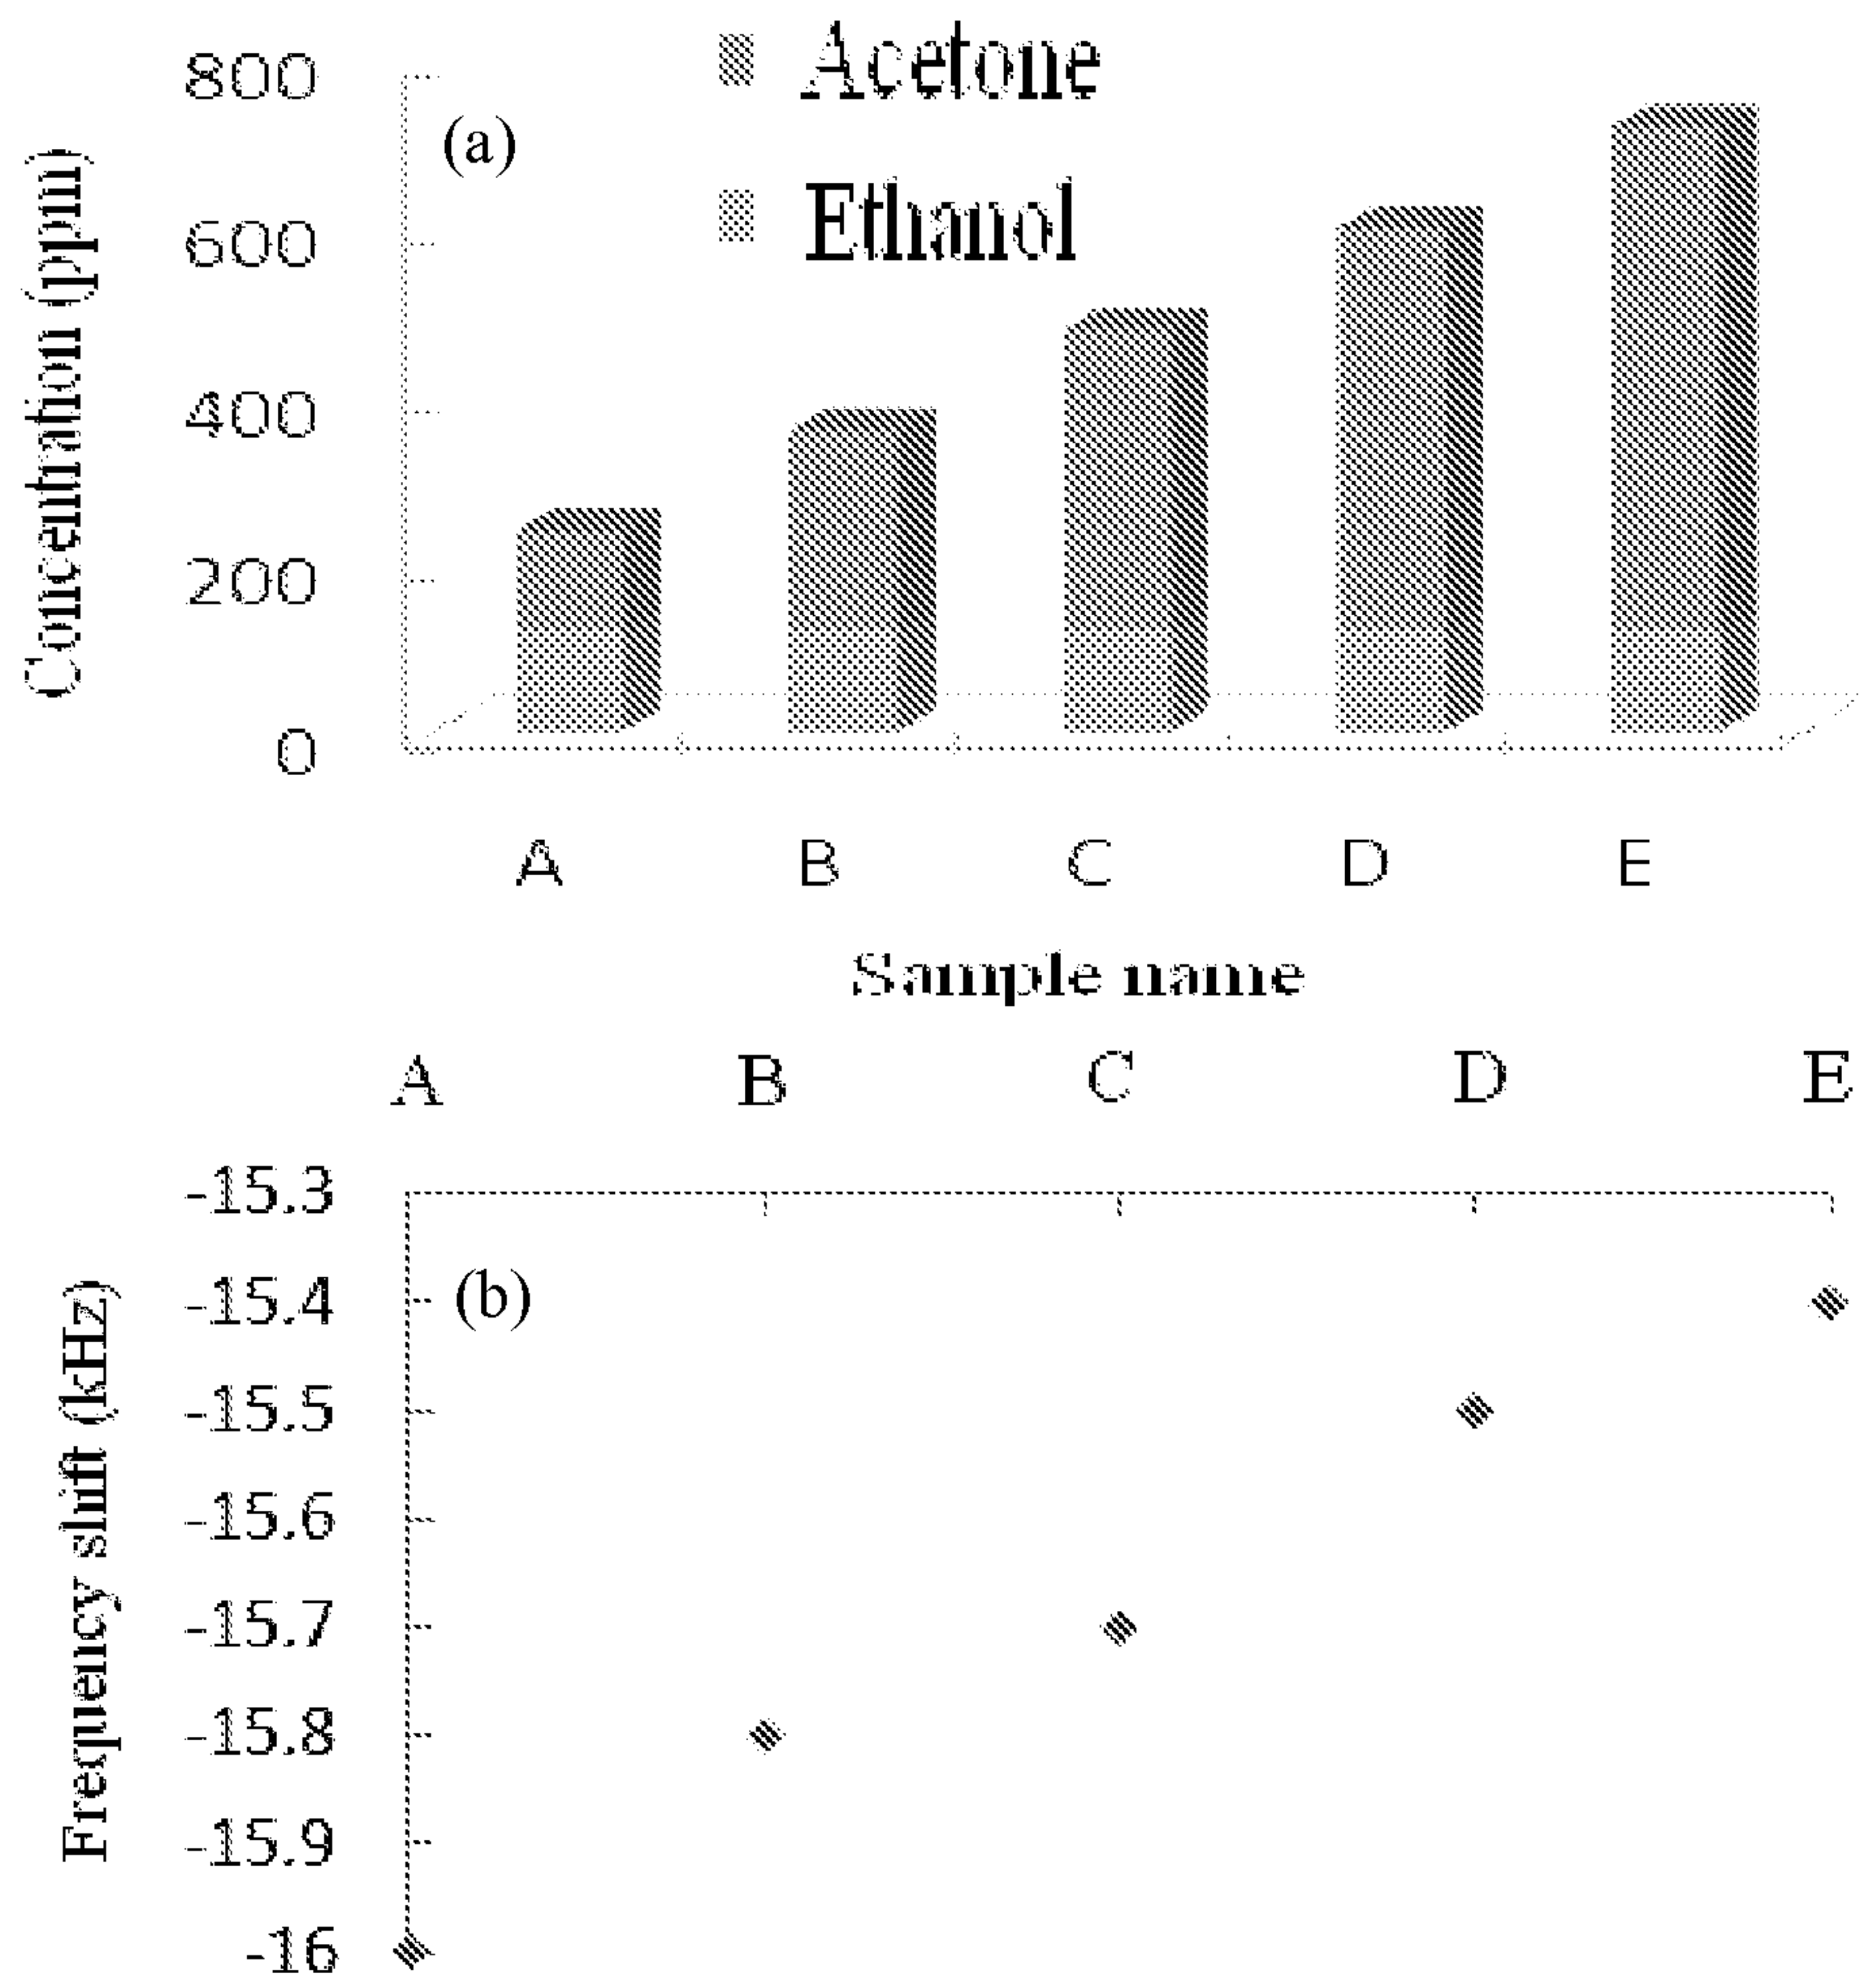 800
600
400
200
0
Concentration (ppm)
(a)
Acetone
Ethanol
A B C D E
Sample name
A B C D E
-15.3
-15.4
-15.5
-15.6
-15.7
-15.8
-15.9
-16
Frequency shift (kHz)
(b)